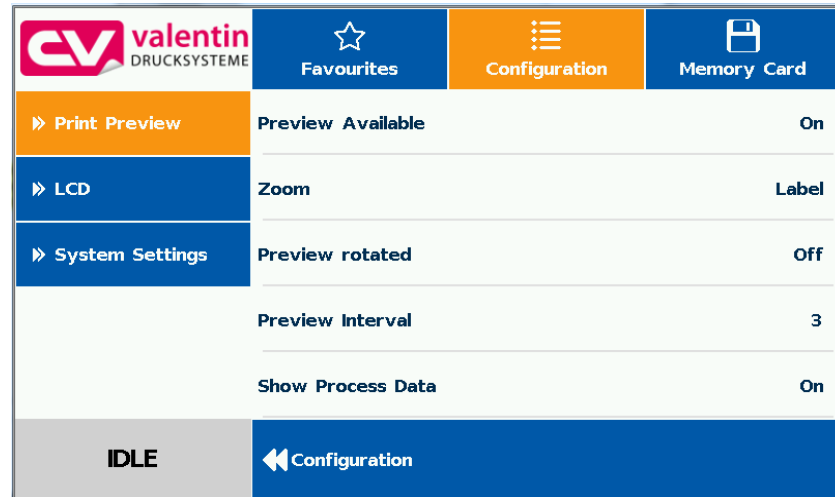 valentin
DRUCKSYSTEME
Favourites
Configuration
Memory Card
Print Preview
LCD
System Settings
Preview Available On
Zoom Label
Preview rotated Off
Preview Interval 3
Show Process Data On
IDLE
Configuration